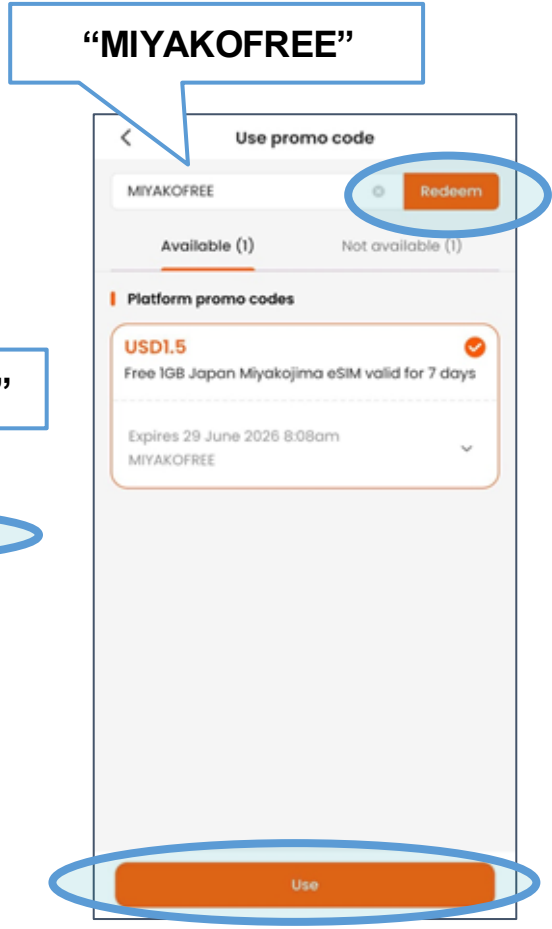 “MIYAKOFREE”
Use promo code
MIYAKOFREE
Redeem
Available (1)
Not available (1)
Platform promo codes
USD1.5
Free 1GB Japan Miyakojima eSIM valid for 7 days
”
Expires 29 June 2026 8:08am
MIYAKOFREE
Use